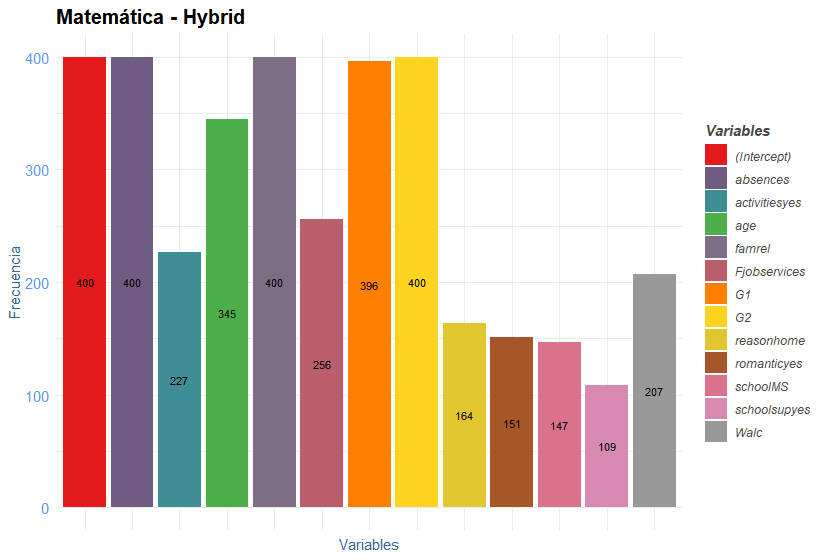 Matemática - Hybrid
Frecuencia
400
300
200
100
0
400
400
227
345
400
256
396
400
164
151
147
109
207
Variables
Variables
(Intercept)
absences
activitiesyes
age
famrel
Fjobservices
G1
G2
reasonhome
romanticyes
schoolMS
schoolsupyes
Walc